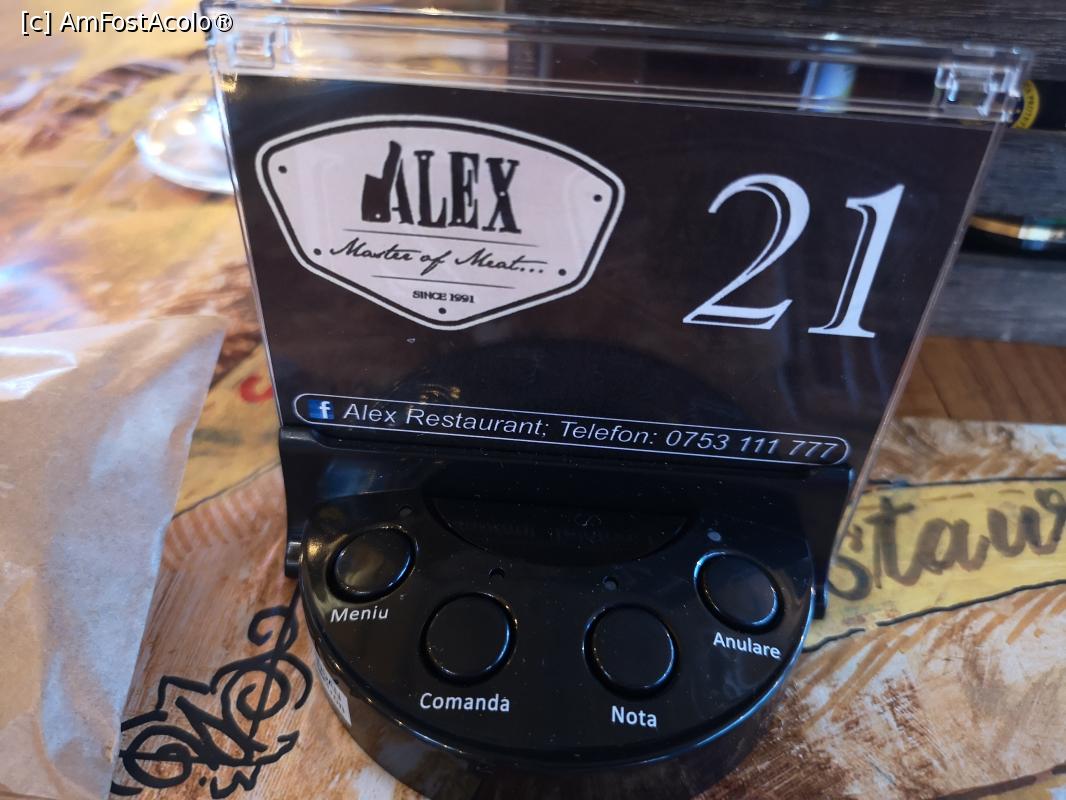 [c] AmFostAcolo®
ALEX
Master of Meat...
SINCE 1991
21
Alex Restaurant; Telefon: 0753 111 777
Meniu
Comanda
Nota
Anulare